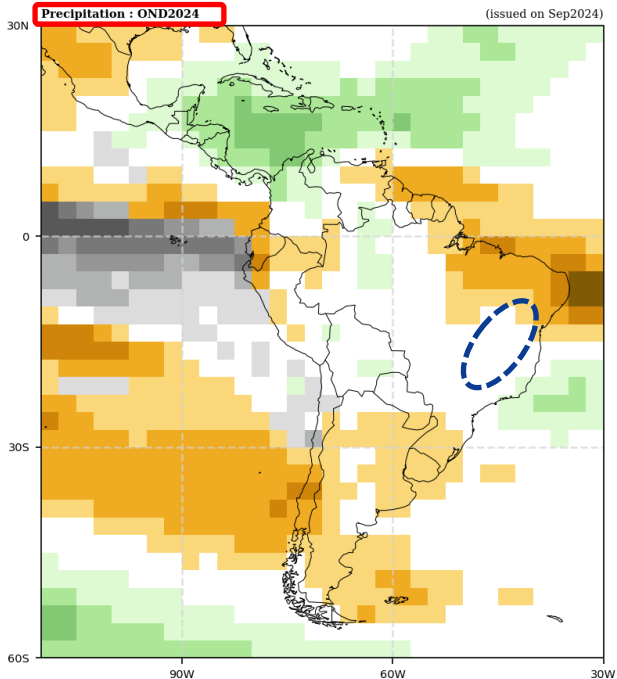 Precipitation : OND2024
(issued on Sep2024)
30N
0
30S
60S
90W
60W
30W